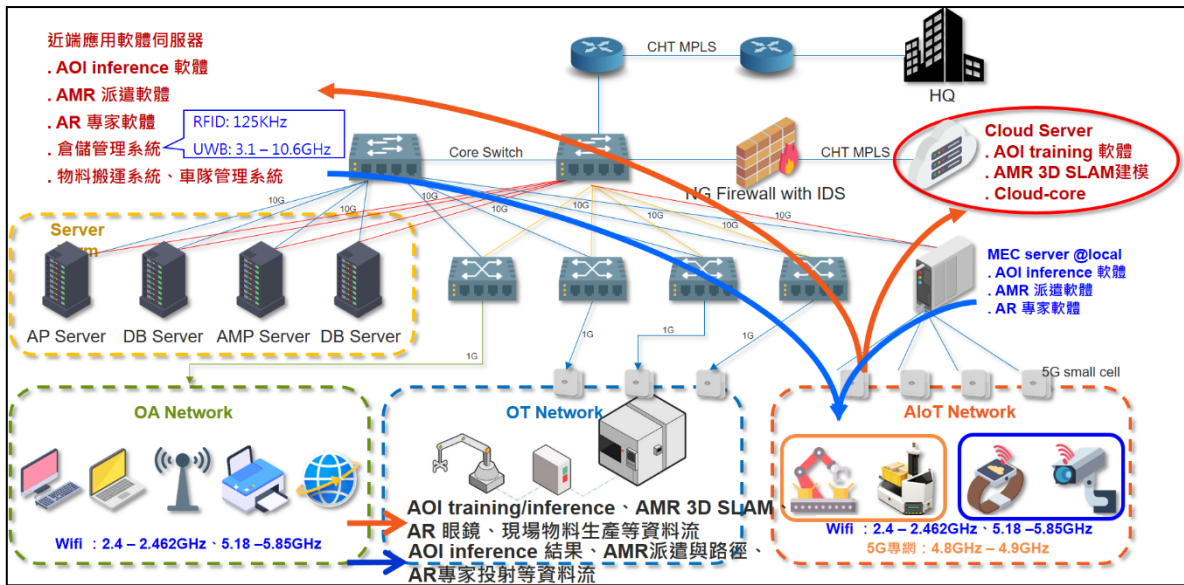 近端應用軟體伺服器
. AOI inference 軟體
. AMR 派遣軟體
. AR 專家軟體
. 倉儲管理系統
. 物料搬運系統、車隊管理系統
RFID: 125KHz
UWB: 3.1 – 10.6GHz
CHT MPLS
HQ
Core Switch
CHT MPLS
NG Firewall with IDS
Cloud Server
. AOI training 軟體
. AMR 3D SLAM建模
. Cloud-core
10G
10G
10G
10G
10G
10G
10G
10G
10G
Server
MEC server @local
. AOI inference 軟體
. AMR 派遣軟體
. AR 專家軟體
AP Server
DB Server
AMP Server
DB Server
1G
1G
1G
1G
5G small cell
OA Network
Wifi ：2.4 – 2.462GHz、5.18 –5.85GHz
OT Network
AOI training/inference、AMR 3D SLAM、
AR 眼鏡、現場物料生產等資料流
AOI inference 結果、AMR派遣與路徑、
AR專家投射等資料流
AIoT Network
Wifi ：2.4 – 2.462GHz、5.18 –5.85GHz
5G專網：4.8GHz – 4.9GHz